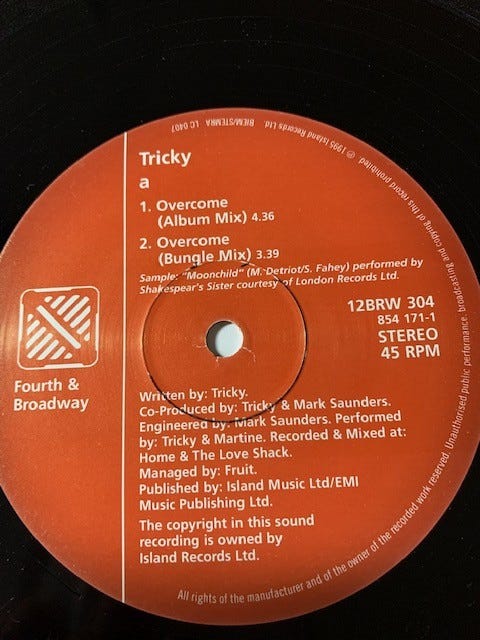 Tricky
a
1. Overcome
(Album Mix) 4.36
2. Overcome
(Bungle Mix) 3.39
Sample: "Moonchild" (M. Detriot/S. Fahey) performed by
Shakespear's Sister courtesy of London Records Ltd.
12BRW 304
854 171-1
STEREO
45 RPM
Fourth &
Broadway
Written by: Tricky.
Co-Produced by: Tricky & Mark Saunders.
Engineered by: Mark Saunders. Performed
by: Tricky & Martine. Recorded & Mixed at:
Home & The Love Shack.
Managed by: Fruit.
Published by: Island Music Ltd/EMI
Music Publishing Ltd.
The copyright in this sound
recording is owned by
Island Records Ltd.
All rights of the manufacturer and of the owner of the recorded work reserved. Unauthorised public performance, broadcasting and copying of this record prohibited. ℗ 1995 Island Records Ltd. BIEM/STEMRA LC 0407